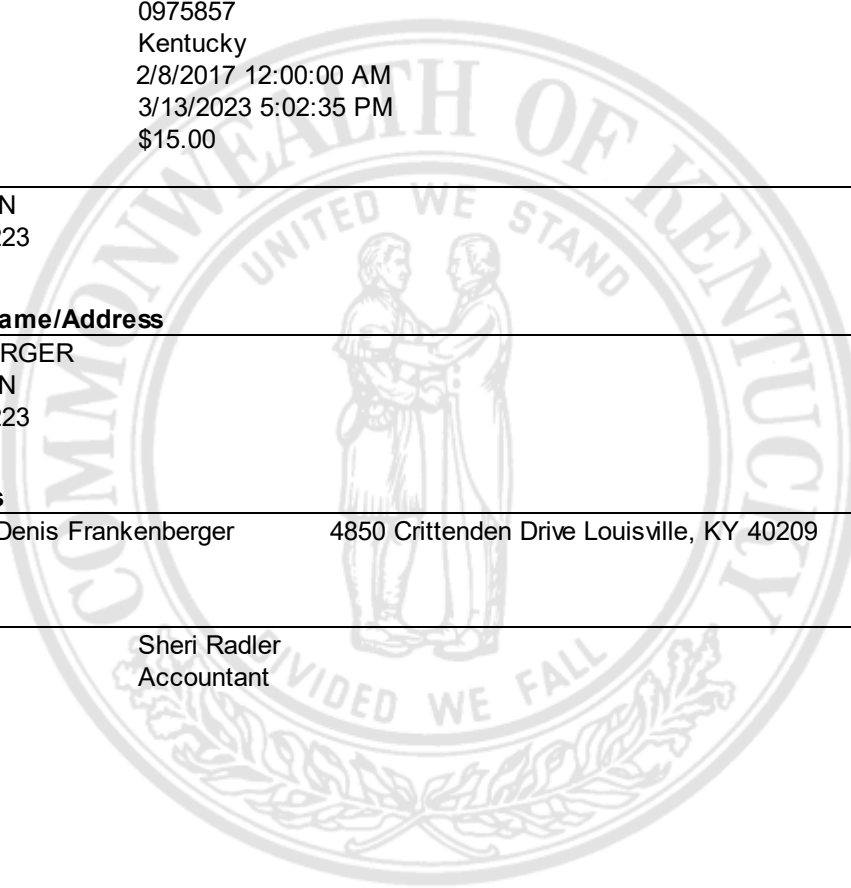 0975857
Kentucky
2/8/2017 12:00:00 AM
3/13/2023 5:02:35 PM
$15.00
N
223
ame/Address
RGER
N
223
s
Denis Frankenberger 4850 Crittenden Drive Louisville, KY 40209
Sheri Radler
Accountant
COMMONWEALTH OF KENTUCKY
UNITED WE STAND
DIVIDED WE FALL